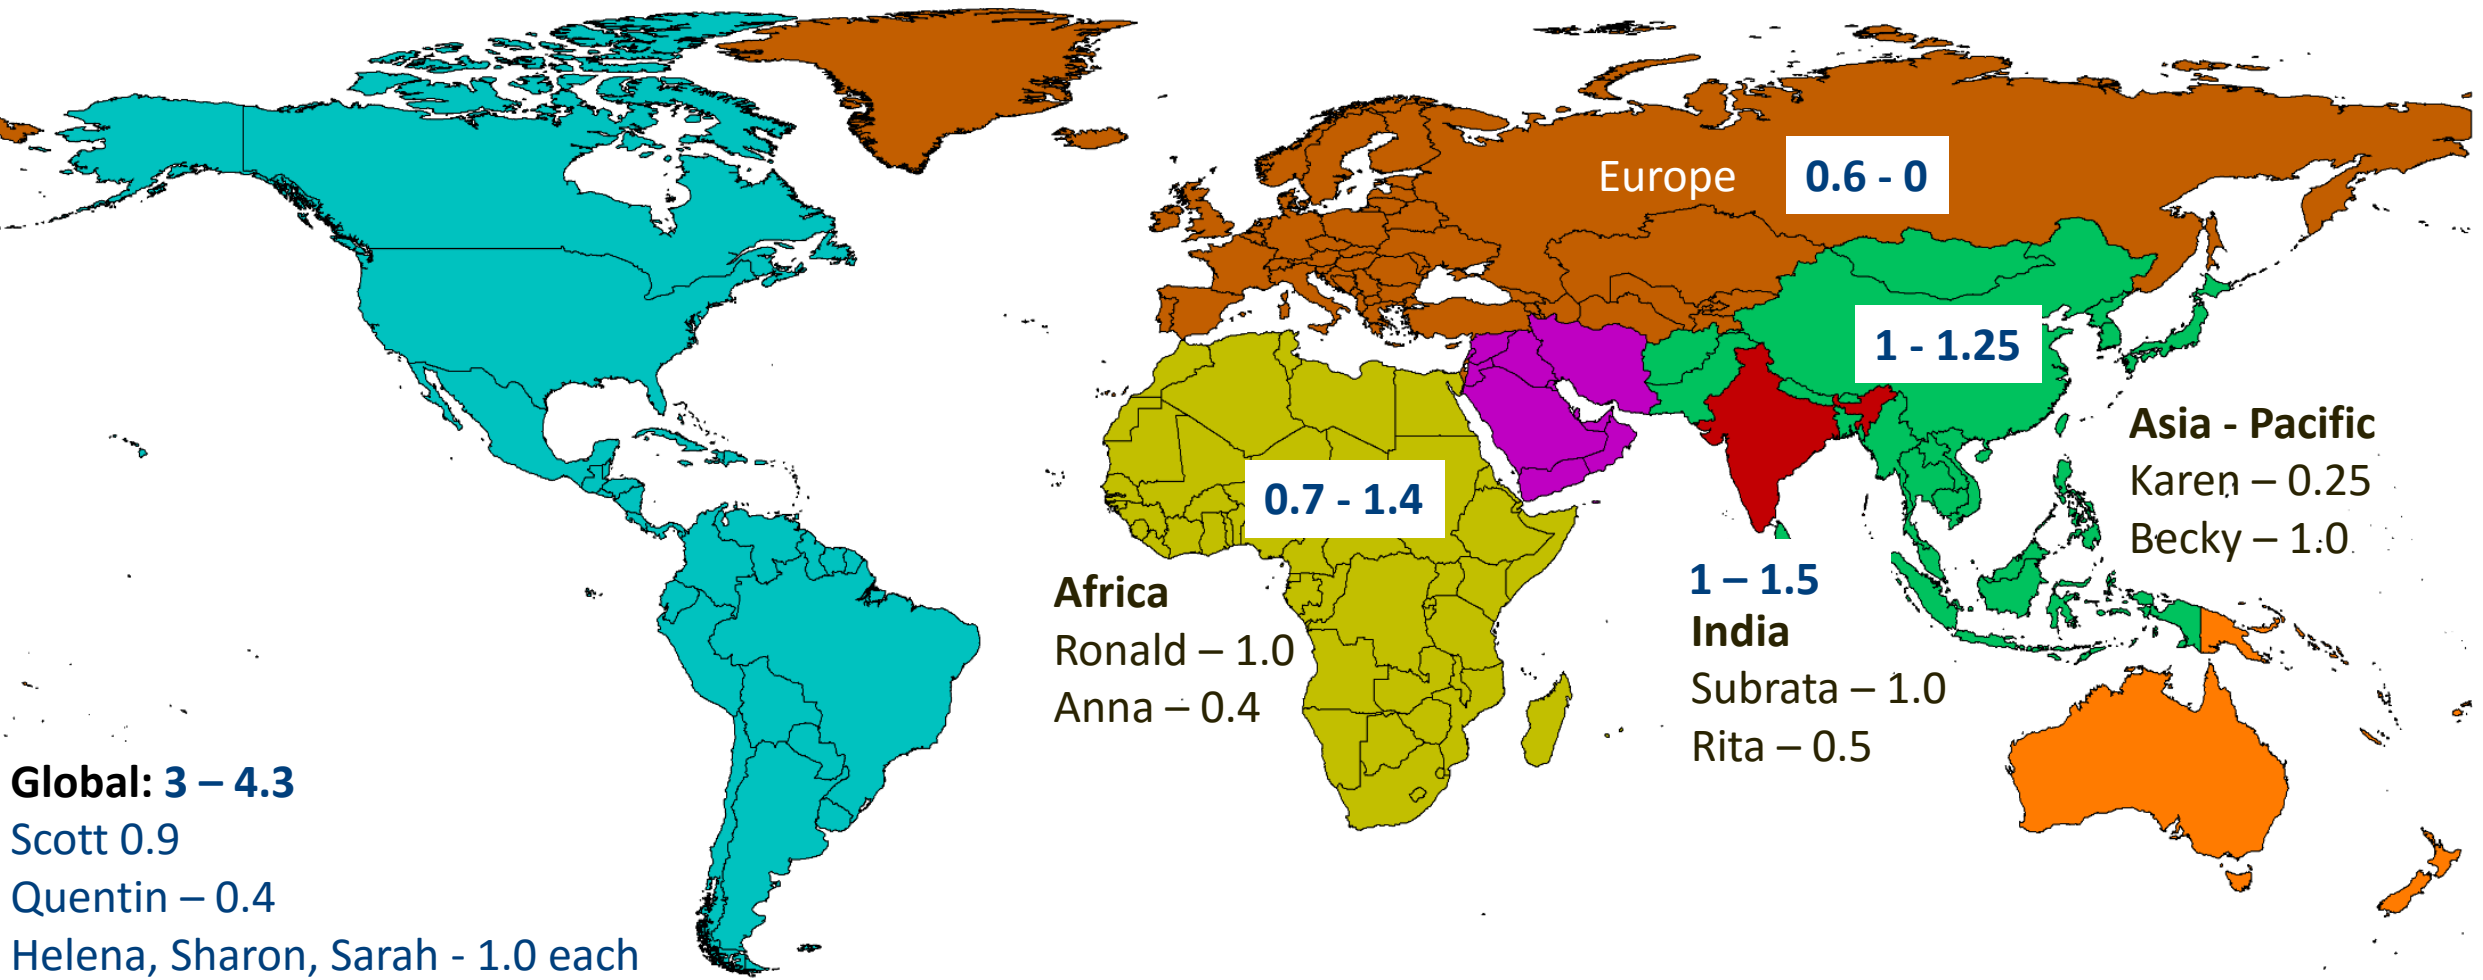 Europe
0.6 - 0
1 - 1.25
Asia - Pacific
Karen – 0.25
Becky – 1.0
0.7 - 1.4
Africa
Ronald – 1.0
Anna – 0.4
1 – 1.5
India
Subrata – 1.0
Rita – 0.5
Global: 3 – 4.3
Scott 0.9
Quentin – 0.4
Helena, Sharon, Sarah - 1.0 each